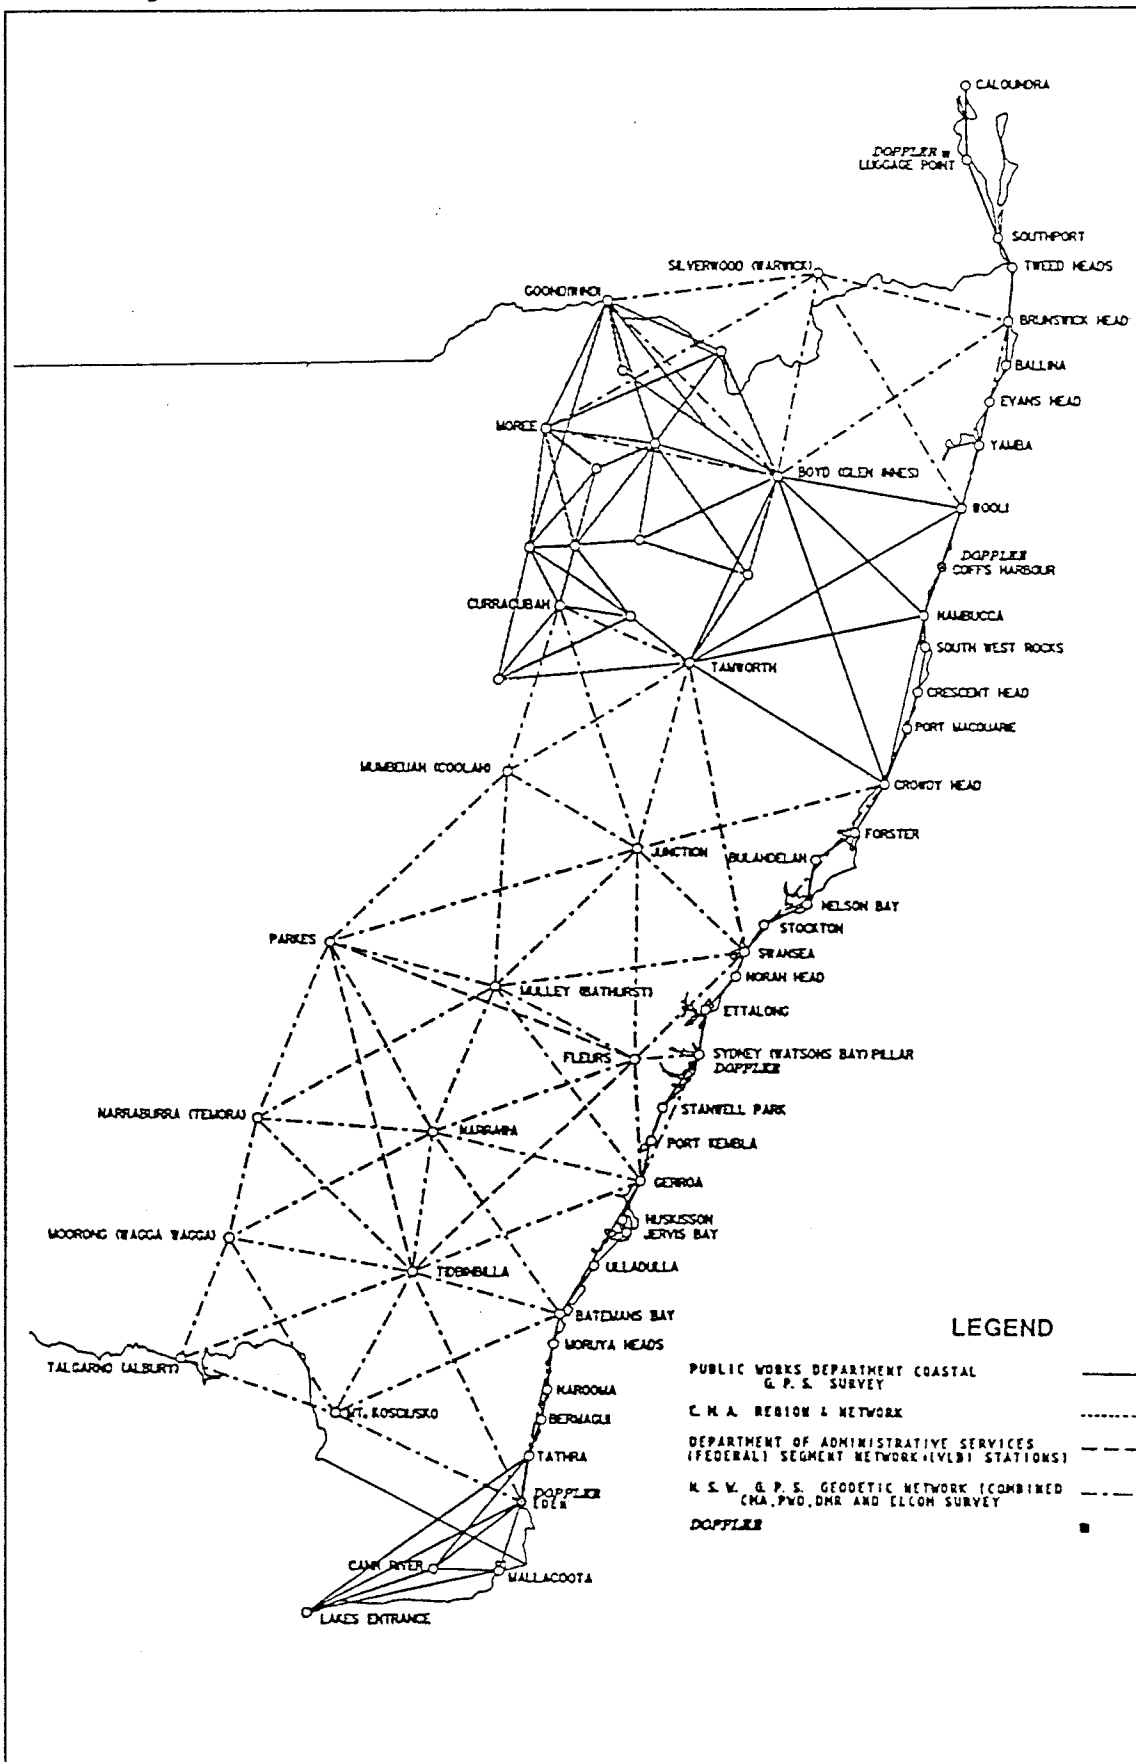 CALOUNDRA
DOPPLER
LUGGAGE POINT
SOUTHPORT
TWEED HEADS
SILVERWOOD (WARWICK)
GOONDIWINDI
BRUNSWICK HEAD
BALLINA
EVANS HEAD
MOREE
YAMBA
BOYD (GLEN INNES)
WOOLI
DOPPLER
COFFS HARBOUR
CURRACUBAH
NAMBUCCA
SOUTH WEST ROCKS
TAMWORTH
CRESCENT HEAD
PORT MACQUARIE
MUMBEUAH (COOLAH)
CROWDY HEAD
FORSTER
JUNCTION
BULAHDELAH
NELSON BAY
STOCKTON
PARKES
SWANSEA
NORAH HEAD
MULLEY (BATHURST)
ETTALONG
FLEURS
SYDNEY (WATSONS BAY) PILLAR
DOPPLER
STANWELL PARK
NARRABURRA (TEMORA)
PORT KEMBLA
GERROA
HUSKISSON
JERVIS BAY
MOORONG (WAGGA WAGGA)
ULLADULLA
TIDBINBILLA
BATEMANS BAY
MORUYA HEADS
TALGARNO (ALBURY)
NAROOMA
MT. KOSCIUSKO
BERMAGUI
TATHRA
DOPPLER
EDEN
CANN RIVER
MALLACOOTA
LAKES ENTRANCE
LEGEND
PUBLIC WORKS DEPARTMENT COASTAL
G. P. S. SURVEY
C. M. A. REGION 4 NETWORK
DEPARTMENT OF ADMINISTRATIVE SERVICES
(FEDERAL) SEGMENT NETWORK (VLBI STATIONS)
N. S. W. G. P. S. GEODETIC NETWORK (COMBINED
CMA, PWD, DMR AND ELCOM SURVEY
DOPPLER